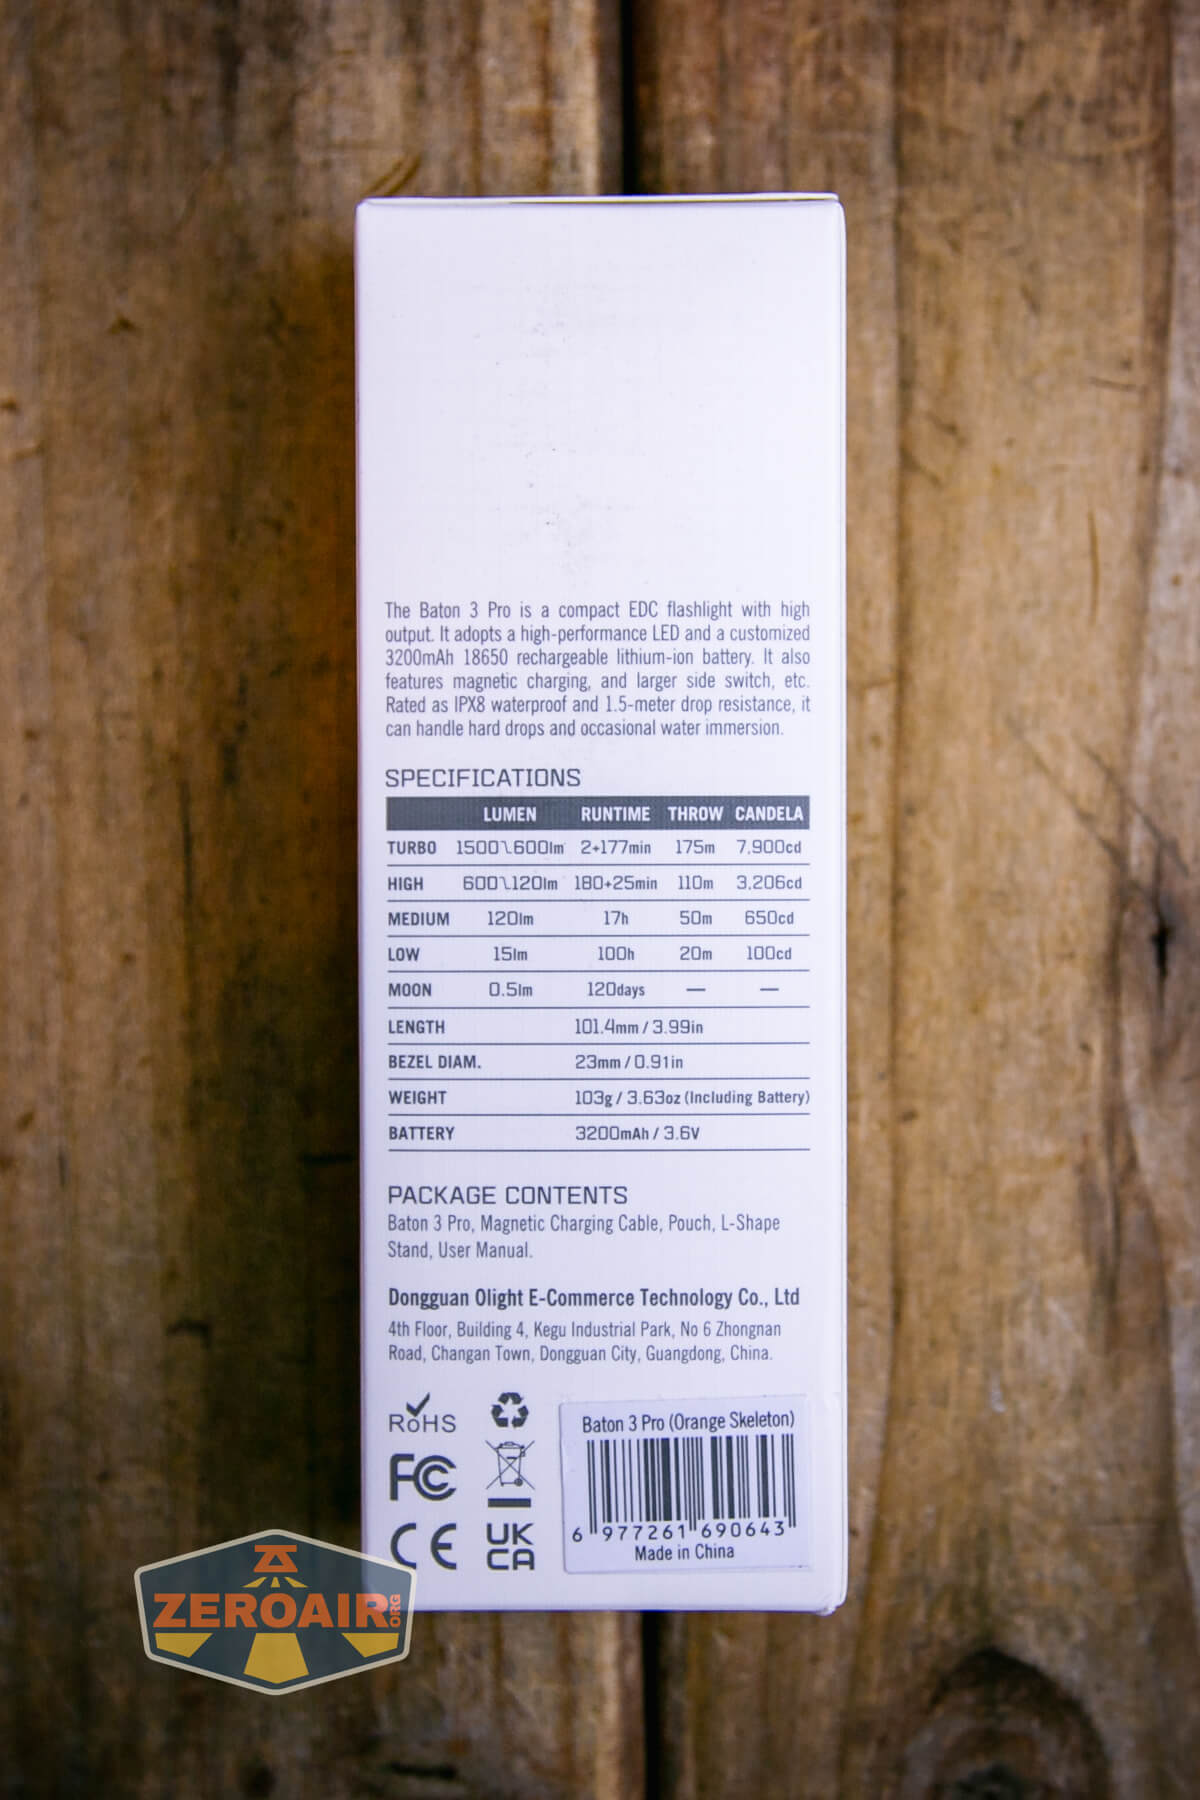 The Baton 3 Pro is a compact EDC flashlight with high
output. It adopts a high-performance LED and a customized
3200mAh 18650 rechargeable lithium-ion battery. It also
features magnetic charging, and larger side switch, etc.
Rated as IPX8 waterproof and 1.5-meter drop resistance, it
can handle hard drops and occasional water immersion.
SPECIFICATIONS
LUMEN RUNTIME THROW CANDELA
TURBO 1500\600lm 2+177min 175m 7,900cd
HIGH 600\120lm 180+25min 110m 3,206cd
MEDIUM 120lm 17h 50m 650cd
LOW 15lm 100h 20m 100cd
MOON 0.5lm 120days — —
LENGTH 101.4mm / 3.99in
BEZEL DIAM. 23mm / 0.91in
WEIGHT 103g / 3.63oz (Including Battery)
BATTERY 3200mAh / 3.6V
PACKAGE CONTENTS
Baton 3 Pro, Magnetic Charging Cable, Pouch, L-Shape
Stand, User Manual.
Dongguan Olight E-Commerce Technology Co., Ltd
4th Floor, Building 4, Kegu Industrial Park, No 6 Zhongnan
Road, Changan Town, Dongguan City, Guangdong, China.
RoHS
FC
CE
UK
CA
Baton 3 Pro (Orange Skeleton)
6 977261 690643
Made in China
ZEROAIR.ORG